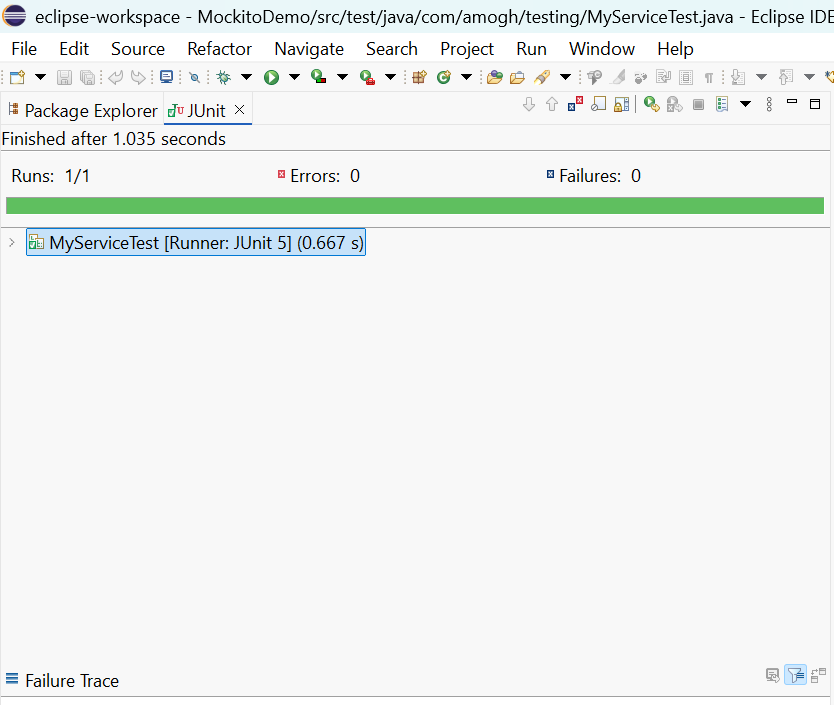 eclipse-workspace - MockitoDemo/src/test/java/com/amogh/testing/MyServiceTest.java - Eclipse IDE
File Edit Source Refactor Navigate Search Project Run Window Help
Package Explorer JUnit
Finished after 1.035 seconds
Runs: 1/1 Errors: 0 Failures: 0
MyServiceTest [Runner: JUnit 5] (0.667 s)
Failure Trace